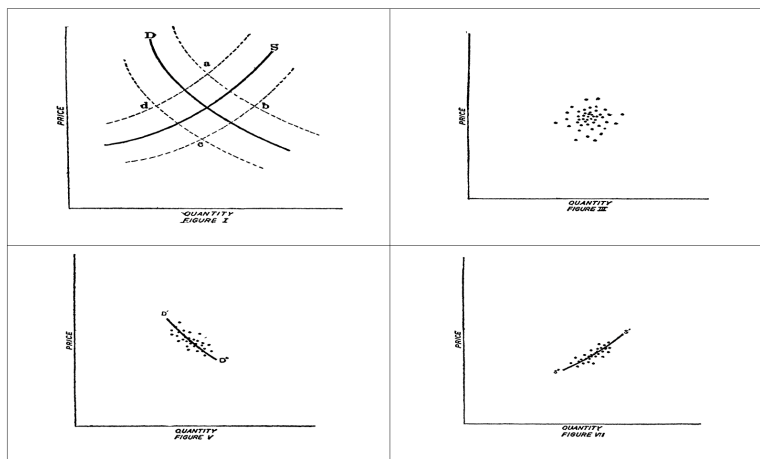 D
S
a
d
b
c
PRICE
QUANTITY
FIGURE I
PRICE
QUANTITY
FIGURE III
D'
D"
PRICE
QUANTITY
FIGURE V
S'
S"
PRICE
QUANTITY
FIGURE VII